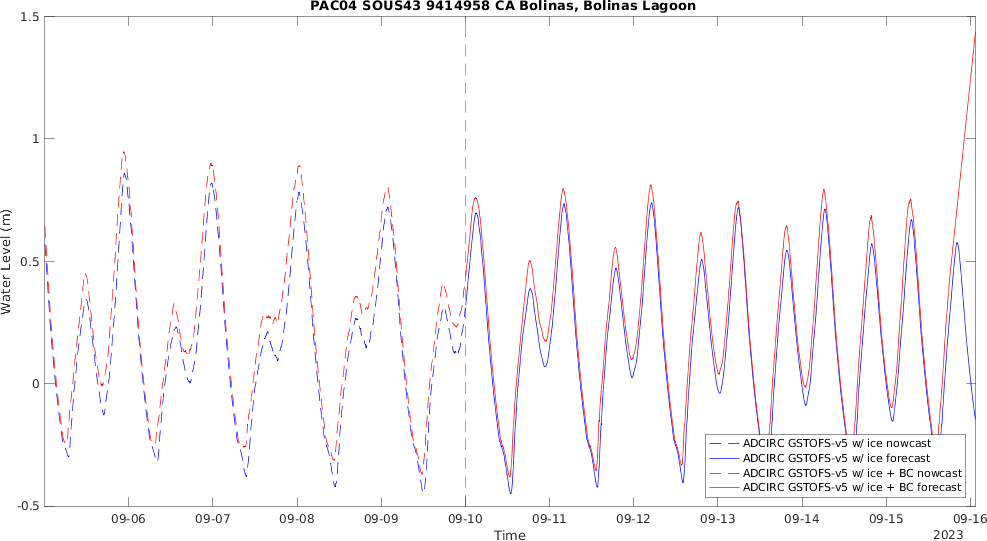 PAC04 SOUS43 9414958 CA Bolinas, Bolinas Lagoon
1.5
1
0.5
0
-0.5
Water Level (m)
09-06
09-07
09-08
09-09
09-10
09-11
09-12
09-13
09-14
09-15
09-16
Time
2023
ADCIRC GSTOFS-v5 w/ ice nowcast
ADCIRC GSTOFS-v5 w/ ice forecast
ADCIRC GSTOFS-v5 w/ ice + BC nowcast
ADCIRC GSTOFS-v5 w/ ice + BC forecast